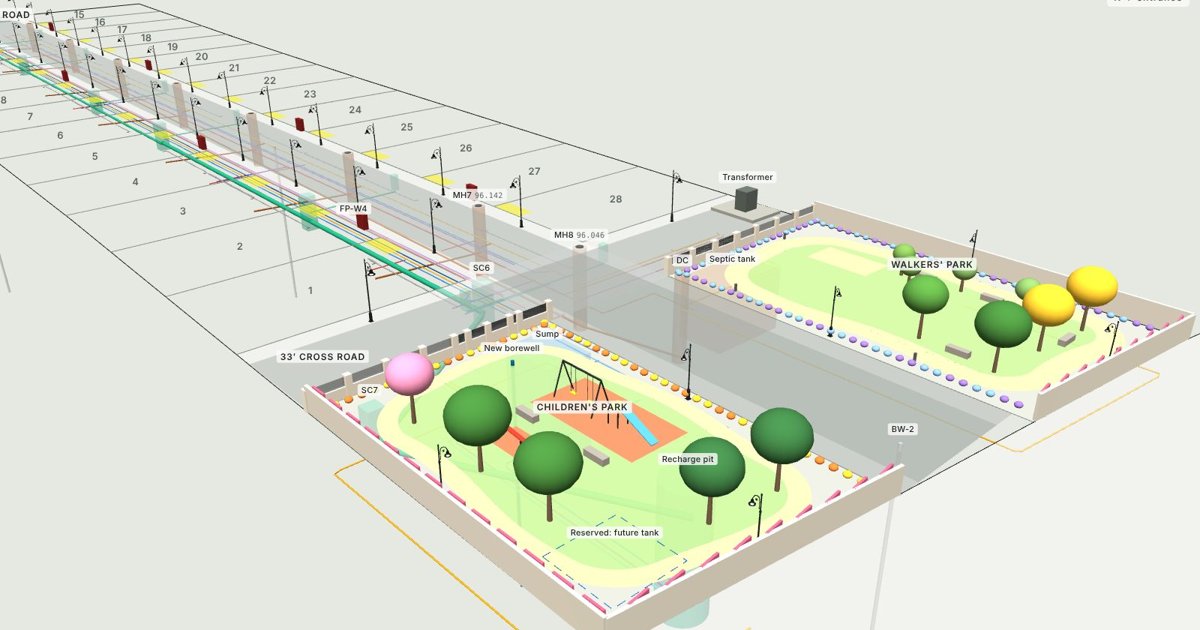 ROAD
15
16
17
18
19
20
21
22
23
24
25
26
27
28
8
7
6
5
4
3
2
1
Transformer
MH7 96.142
FP-W4
MH8 96.046
DC
Septic tank
WALKERS' PARK
SC6
Sump
New borewell
33' CROSS ROAD
SC7
CHILDREN'S PARK
BW-2
Recharge pit
Reserved: future tank